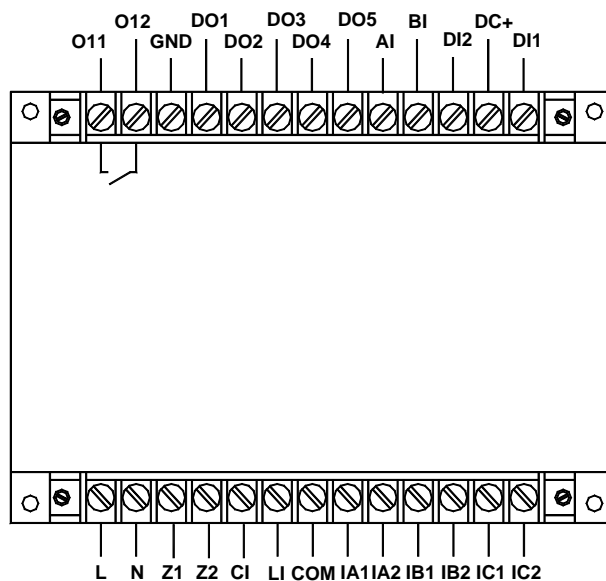 O12 DO1 DO3 DO5 BI DC+
O11 GND DO2 DO4 AI DI2 DI1
L N Z1 Z2 CI LI COM IA1 IA2 IB1 IB2 IC1 IC2